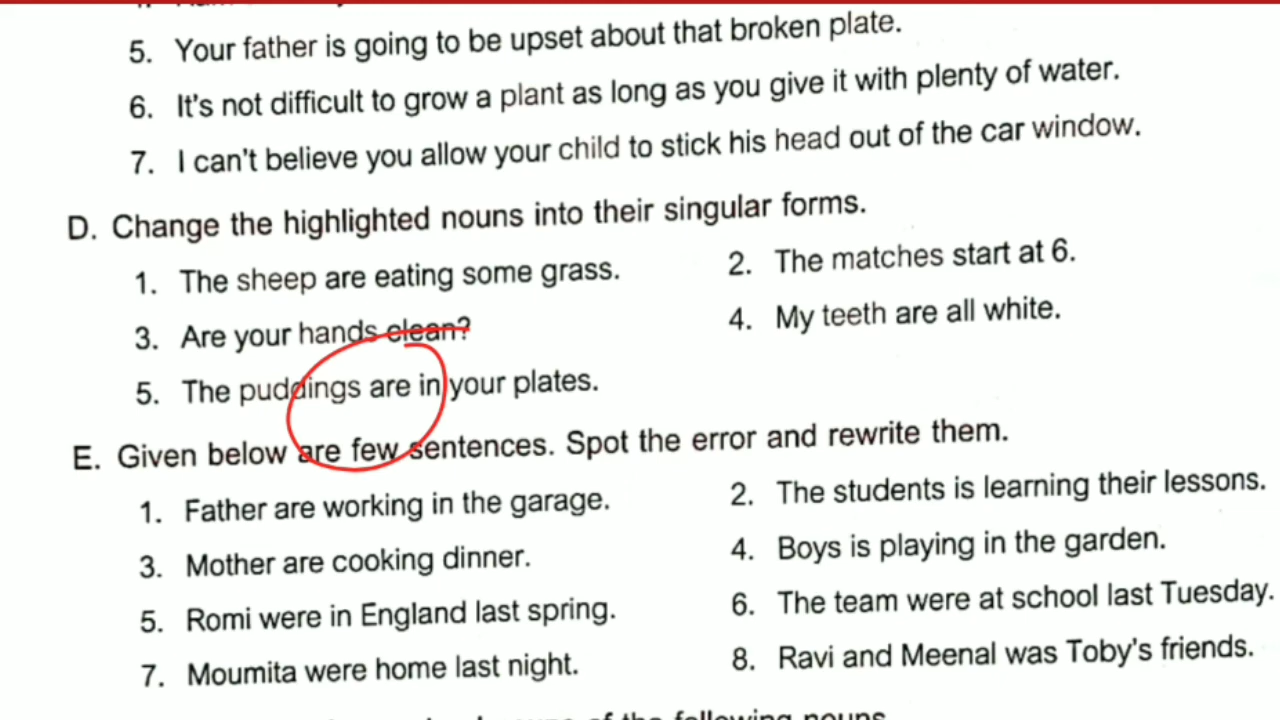 5. Your father is going to be upset about that broken plate.
6. It's not difficult to grow a plant as long as you give it with plenty of water.
7. I can't believe you allow your child to stick his head out of the car window.
D. Change the highlighted nouns into their singular forms.
1. The sheep are eating some grass. 2. The matches start at 6.
3. Are your hands clean? 4. My teeth are all white.
5. The puddings are in your plates.
E. Given below are few sentences. Spot the error and rewrite them.
1. Father are working in the garage. 2. The students is learning their lessons.
3. Mother are cooking dinner. 4. Boys is playing in the garden.
5. Romi were in England last spring. 6. The team were at school last Tuesday.
7. Moumita were home last night. 8. Ravi and Meenal was Toby's friends.
of the following nouns